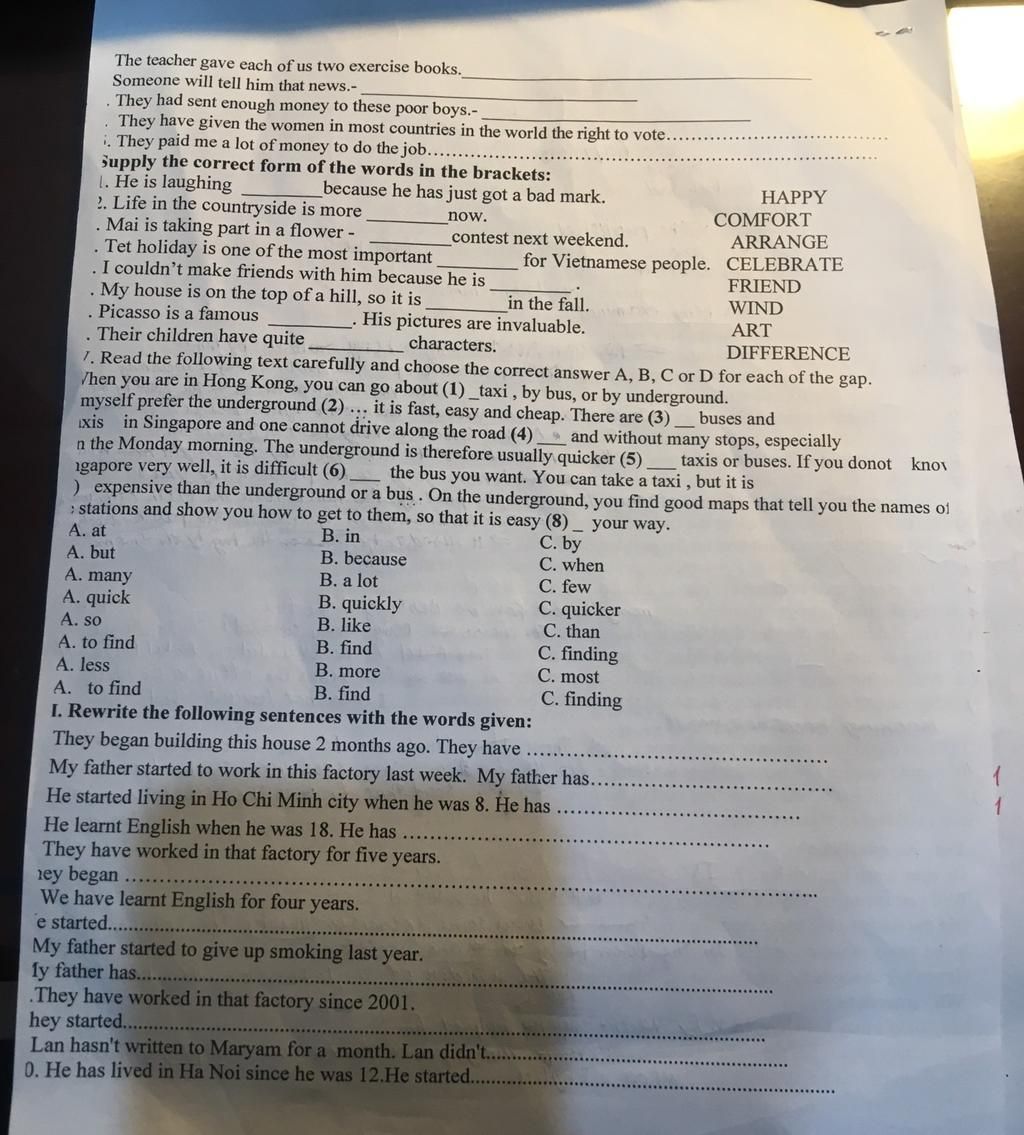 The teacher gave each of us two exercise books.____________
Someone will tell him that news.-____________
. They had sent enough money to these poor boys.-____________
. They have given the women in most countries in the world the right to vote............................................
. They paid me a lot of money to do the job............................................
Supply the correct form of the words in the brackets:
1. He is laughing ________because he has just got a bad mark. HAPPY
2. Life in the countryside is more ________now. COMFORT
. Mai is taking part in a flower - ________contest next weekend. ARRANGE
. Tet holiday is one of the most important ________ for Vietnamese people. CELEBRATE
. I couldn't make friends with him because he is ________. FRIEND
. My house is on the top of a hill, so it is ________in the fall. WIND
. Picasso is a famous ________. His pictures are invaluable. ART
. Their children have quite _________ characters. DIFFERENCE
. Read the following text carefully and choose the correct answer A, B, C or D for each of the gap.
hen you are in Hong Kong, you can go about (1) _taxi , by bus, or by underground.
myself prefer the underground (2) ... it is fast, easy and cheap. There are (3) __ buses and
xis in Singapore and one cannot drive along the road (4) ___ and without many stops, especially
n the Monday morning. The underground is therefore usually quicker (5) ___ taxis or buses. If you donot know
ngapore very well, it is difficult (6) ___ the bus you want. You can take a taxi , but it is
) expensive than the underground or a bus . On the underground, you find good maps that tell you the names of
stations and show you how to get to them, so that it is easy (8) _ your way.
A. at B. in C. by
A. but B. because C. when
A. many B. a lot C. few
A. quick B. quickly C. quicker
A. so B. like C. than
A. to find B. find C. finding
A. less B. more C. most
A. to find B. find C. finding
I. Rewrite the following sentences with the words given:
They began building this house 2 months ago. They have ............................................
My father started to work in this factory last week. My father has............................................
1
He started living in Ho Chi Minh city when he was 8. He has ............................................
1
He learnt English when he was 18. He has ............................................
They have worked in that factory for five years.
hey began ............................................
We have learnt English for four years.
e started............................................
My father started to give up smoking last year.
My father has............................................
.They have worked in that factory since 2001.
hey started............................................
Lan hasn't written to Maryam for a month. Lan didn't............................................
0. He has lived in Ha Noi since he was 12.He started............................................